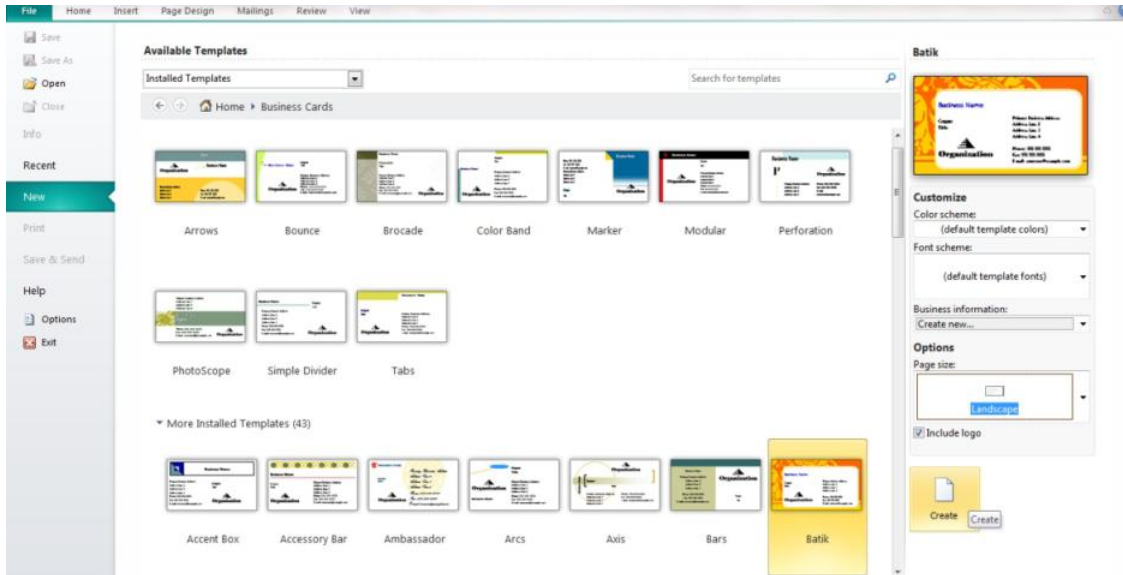 File Home Insert Page Design Mailings Review View
Save
Save As
Open
Close
Info
Recent
New
Print
Save & Send
Help
Options
Exit
Available Templates
Installed Templates
Search for templates
Home Business Cards
Arrows Bounce Brocade Color Band Marker Modular Perforation
PhotoScope Simple Divider Tabs
More Installed Templates (43)
Accent Box Accessory Bar Ambassador Arcs Axis Bars Batik
Batik
Business Name
Organization
Customize
Color scheme:
(default template colors)
Font scheme:
(default template fonts)
Business information:
Create new...
Options
Page size:
Landscape
Include logo
Create
Create